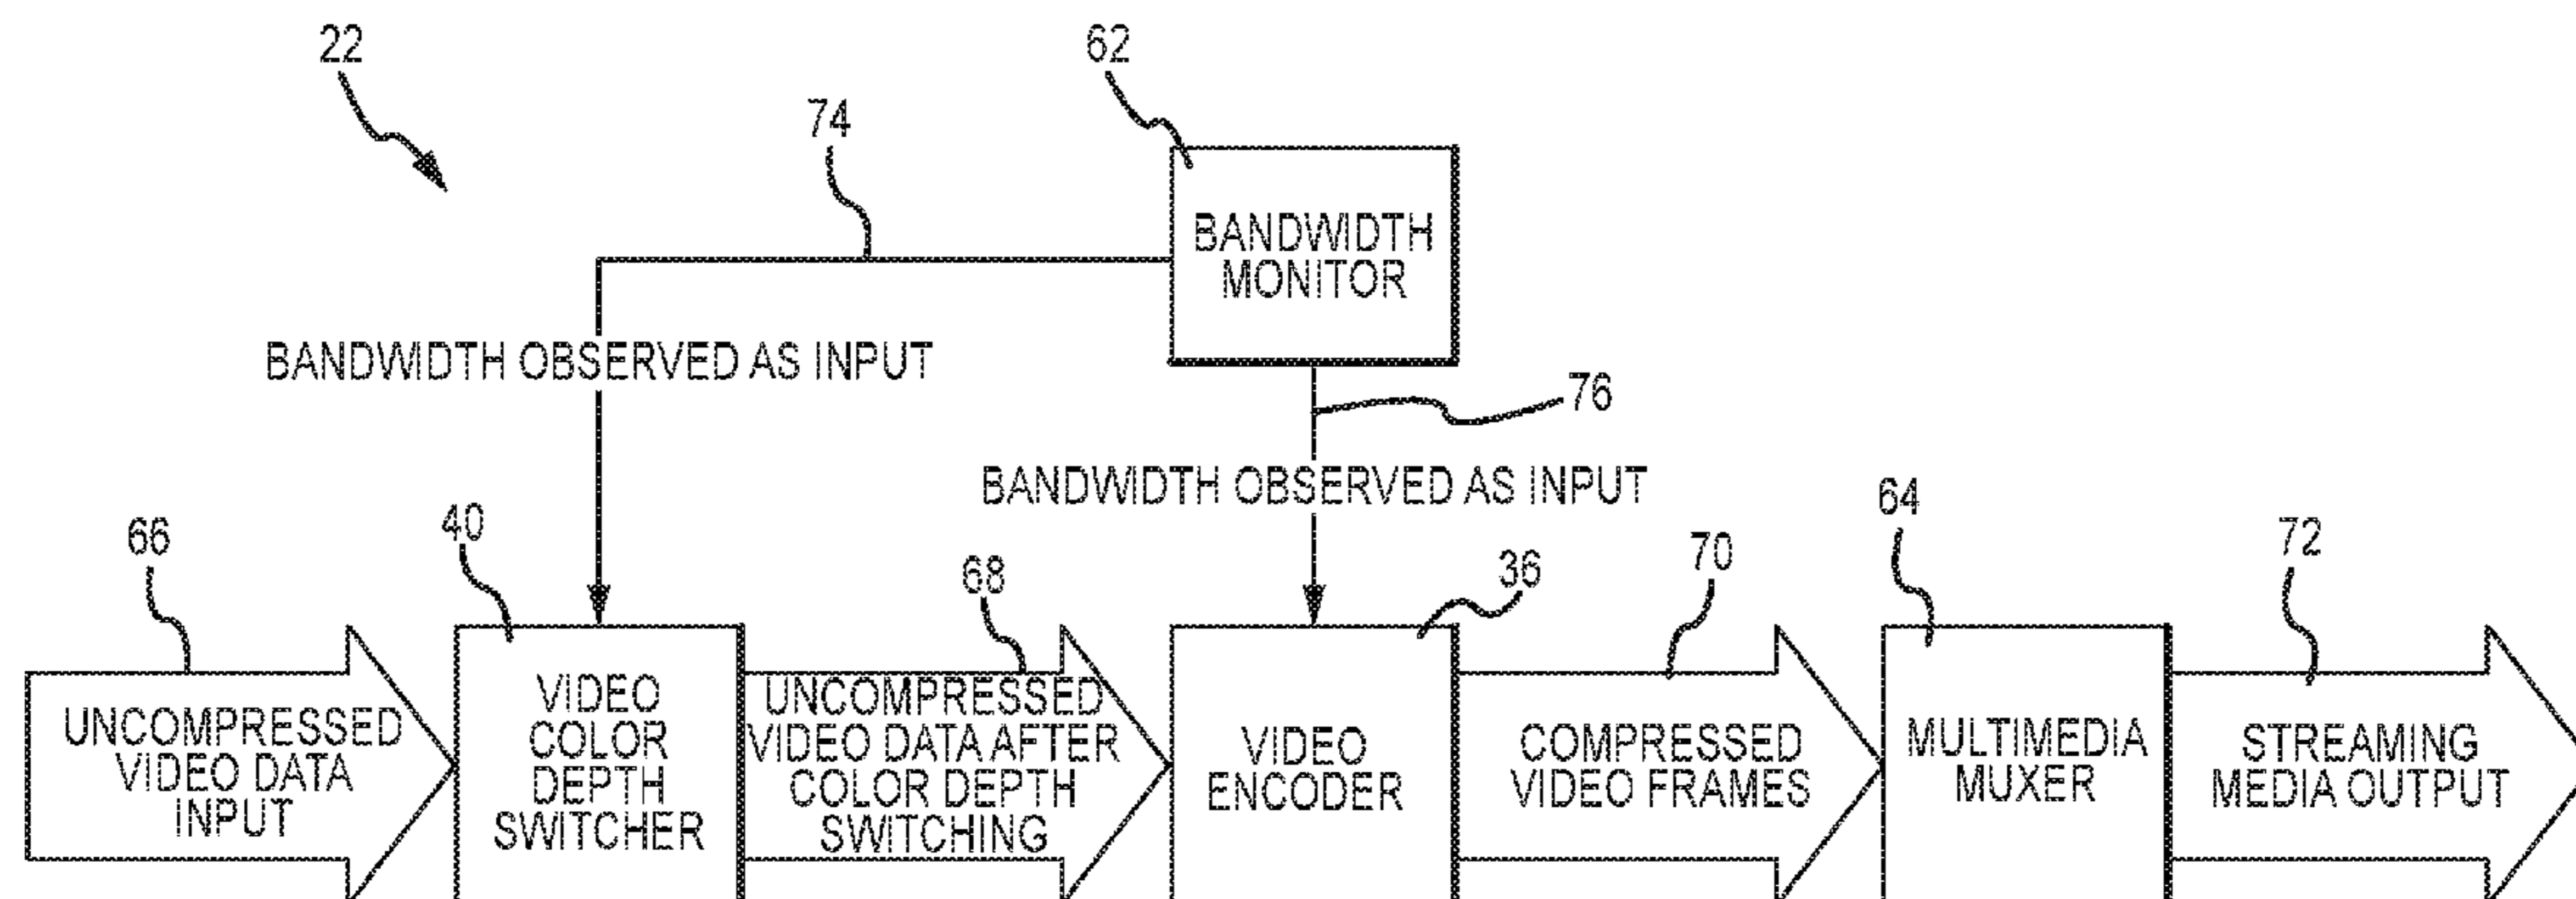 22
62
74
BANDWIDTH
MONITOR
BANDWIDTH OBSERVED AS INPUT
76
BANDWIDTH OBSERVED AS INPUT
66
40
68
36
70
64
72
UNCOMPRESSED
VIDEO DATA
INPUT
VIDEO
COLOR
DEPTH
SWITCHER
UNCOMPRESSED
VIDEO DATA AFTER
COLOR DEPTH
SWITCHING
VIDEO
ENCODER
COMPRESSED
VIDEO FRAMES
MULTIMEDIA
MUXER
STREAMING
MEDIA OUTPUT